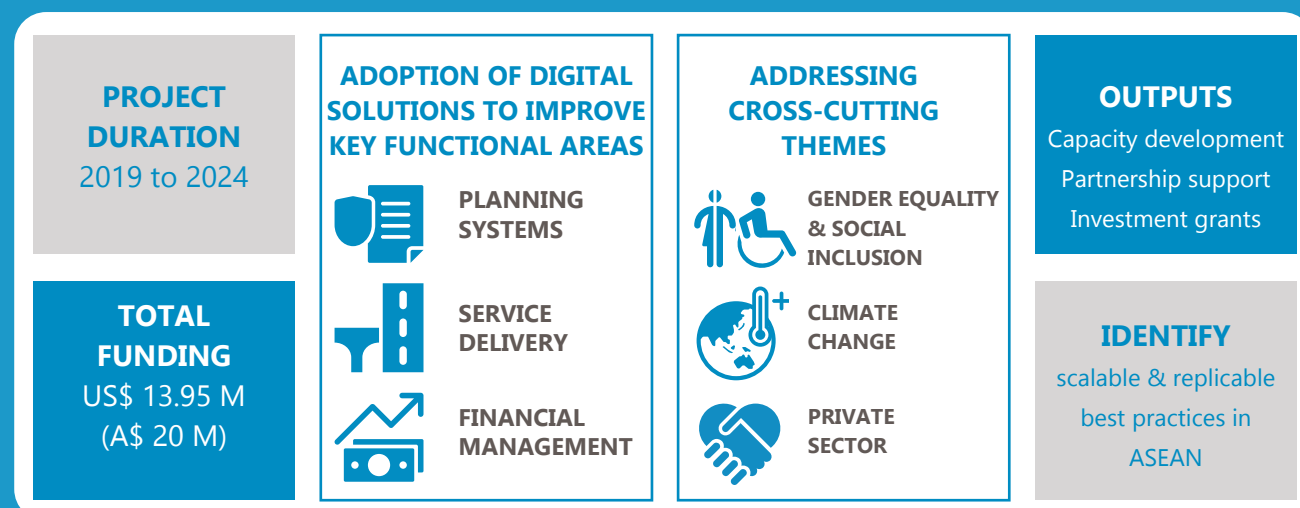 PROJECT
DURATION
2019 to 2024
TOTAL
FUNDING
US$ 13.95 M
(A$ 20 M)
ADOPTION OF DIGITAL
SOLUTIONS TO IMPROVE
KEY FUNCTIONAL AREAS
PLANNING
SYSTEMS
SERVICE
DELIVERY
FINANCIAL
MANAGEMENT
ADDRESSING
CROSS-CUTTING
THEMES
GENDER EQUALITY
& SOCIAL
INCLUSION
CLIMATE
CHANGE
PRIVATE
SECTOR
OUTPUTS
Capacity development
Partnership support
Investment grants
IDENTIFY
scalable & replicable
best practices in
ASEAN